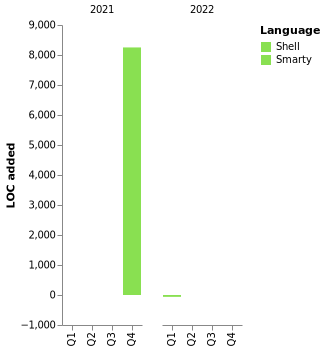 2021 2022
Language
Shell
Smarty
LOC added
9,000
8,000
7,000
6,000
5,000
4,000
3,000
2,000
1,000
0
−1,000
Q1 Q2 Q3 Q4 Q1 Q2 Q3 Q4